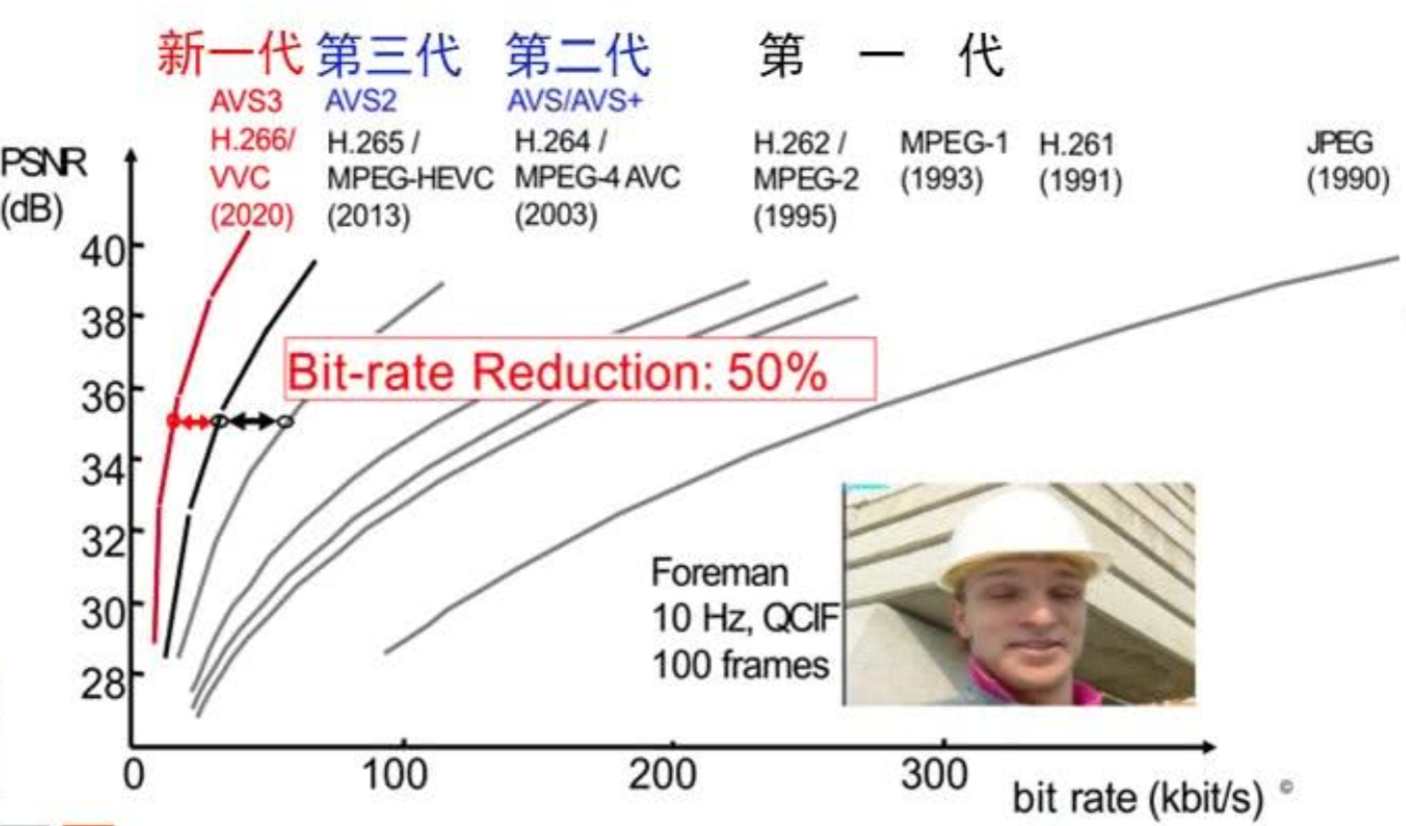 新一代 第三代 第二代 第 一 代
AVS3 AVS2 AVS/AVS+
H.266/ H.265 / H.264 / H.262 / MPEG-1 H.261 JPEG
VVC MPEG-HEVC MPEG-4 AVC MPEG-2 (1993) (1991) (1990)
(2020) (2013) (2003) (1995)
PSNR
(dB)
40
38
Bit-rate Reduction: 50%
36
34
32
30
28
Foreman
10 Hz, QCIF
100 frames
0 100 200 300
bit rate (kbit/s) ©